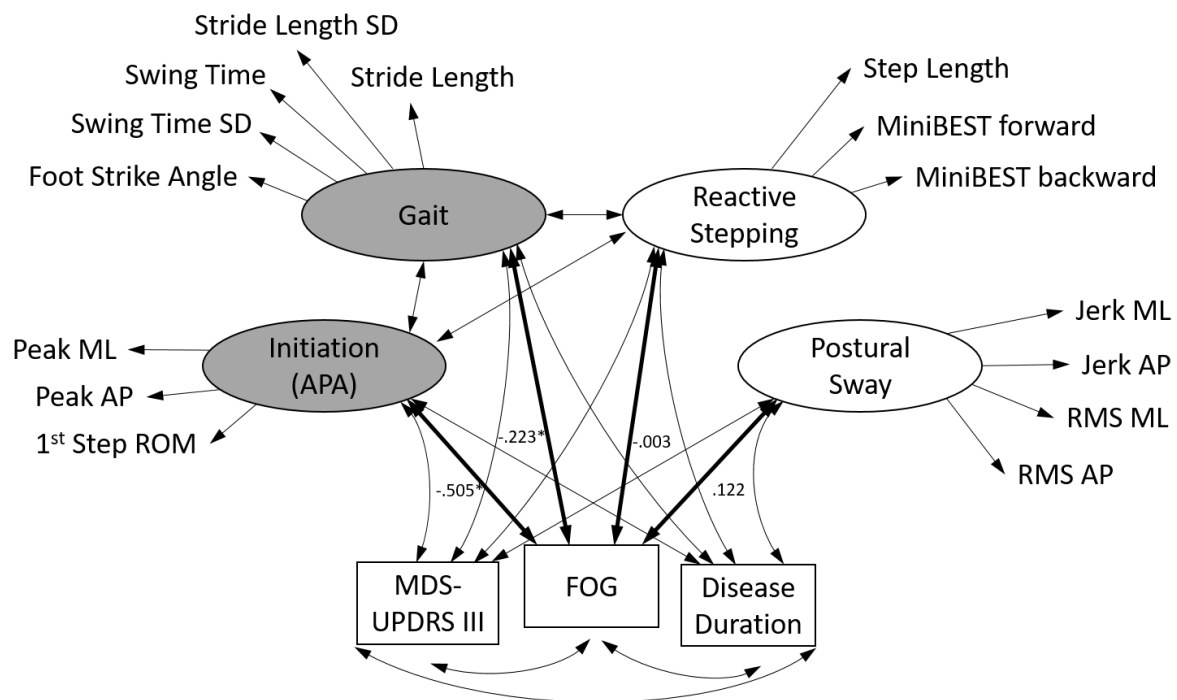 Stride Length SD
Swing Time
Stride Length
Swing Time SD
Foot Strike Angle
Step Length
MiniBEST forward
MiniBEST backward
Gait
Reactive
Stepping
Peak ML
Peak AP
1st Step ROM
Initiation
(APA)
Postural
Sway
Jerk ML
Jerk AP
RMS ML
RMS AP
-.223*
-.003
-.505*
.122
MDS-
UPDRS III
FOG
Disease
Duration